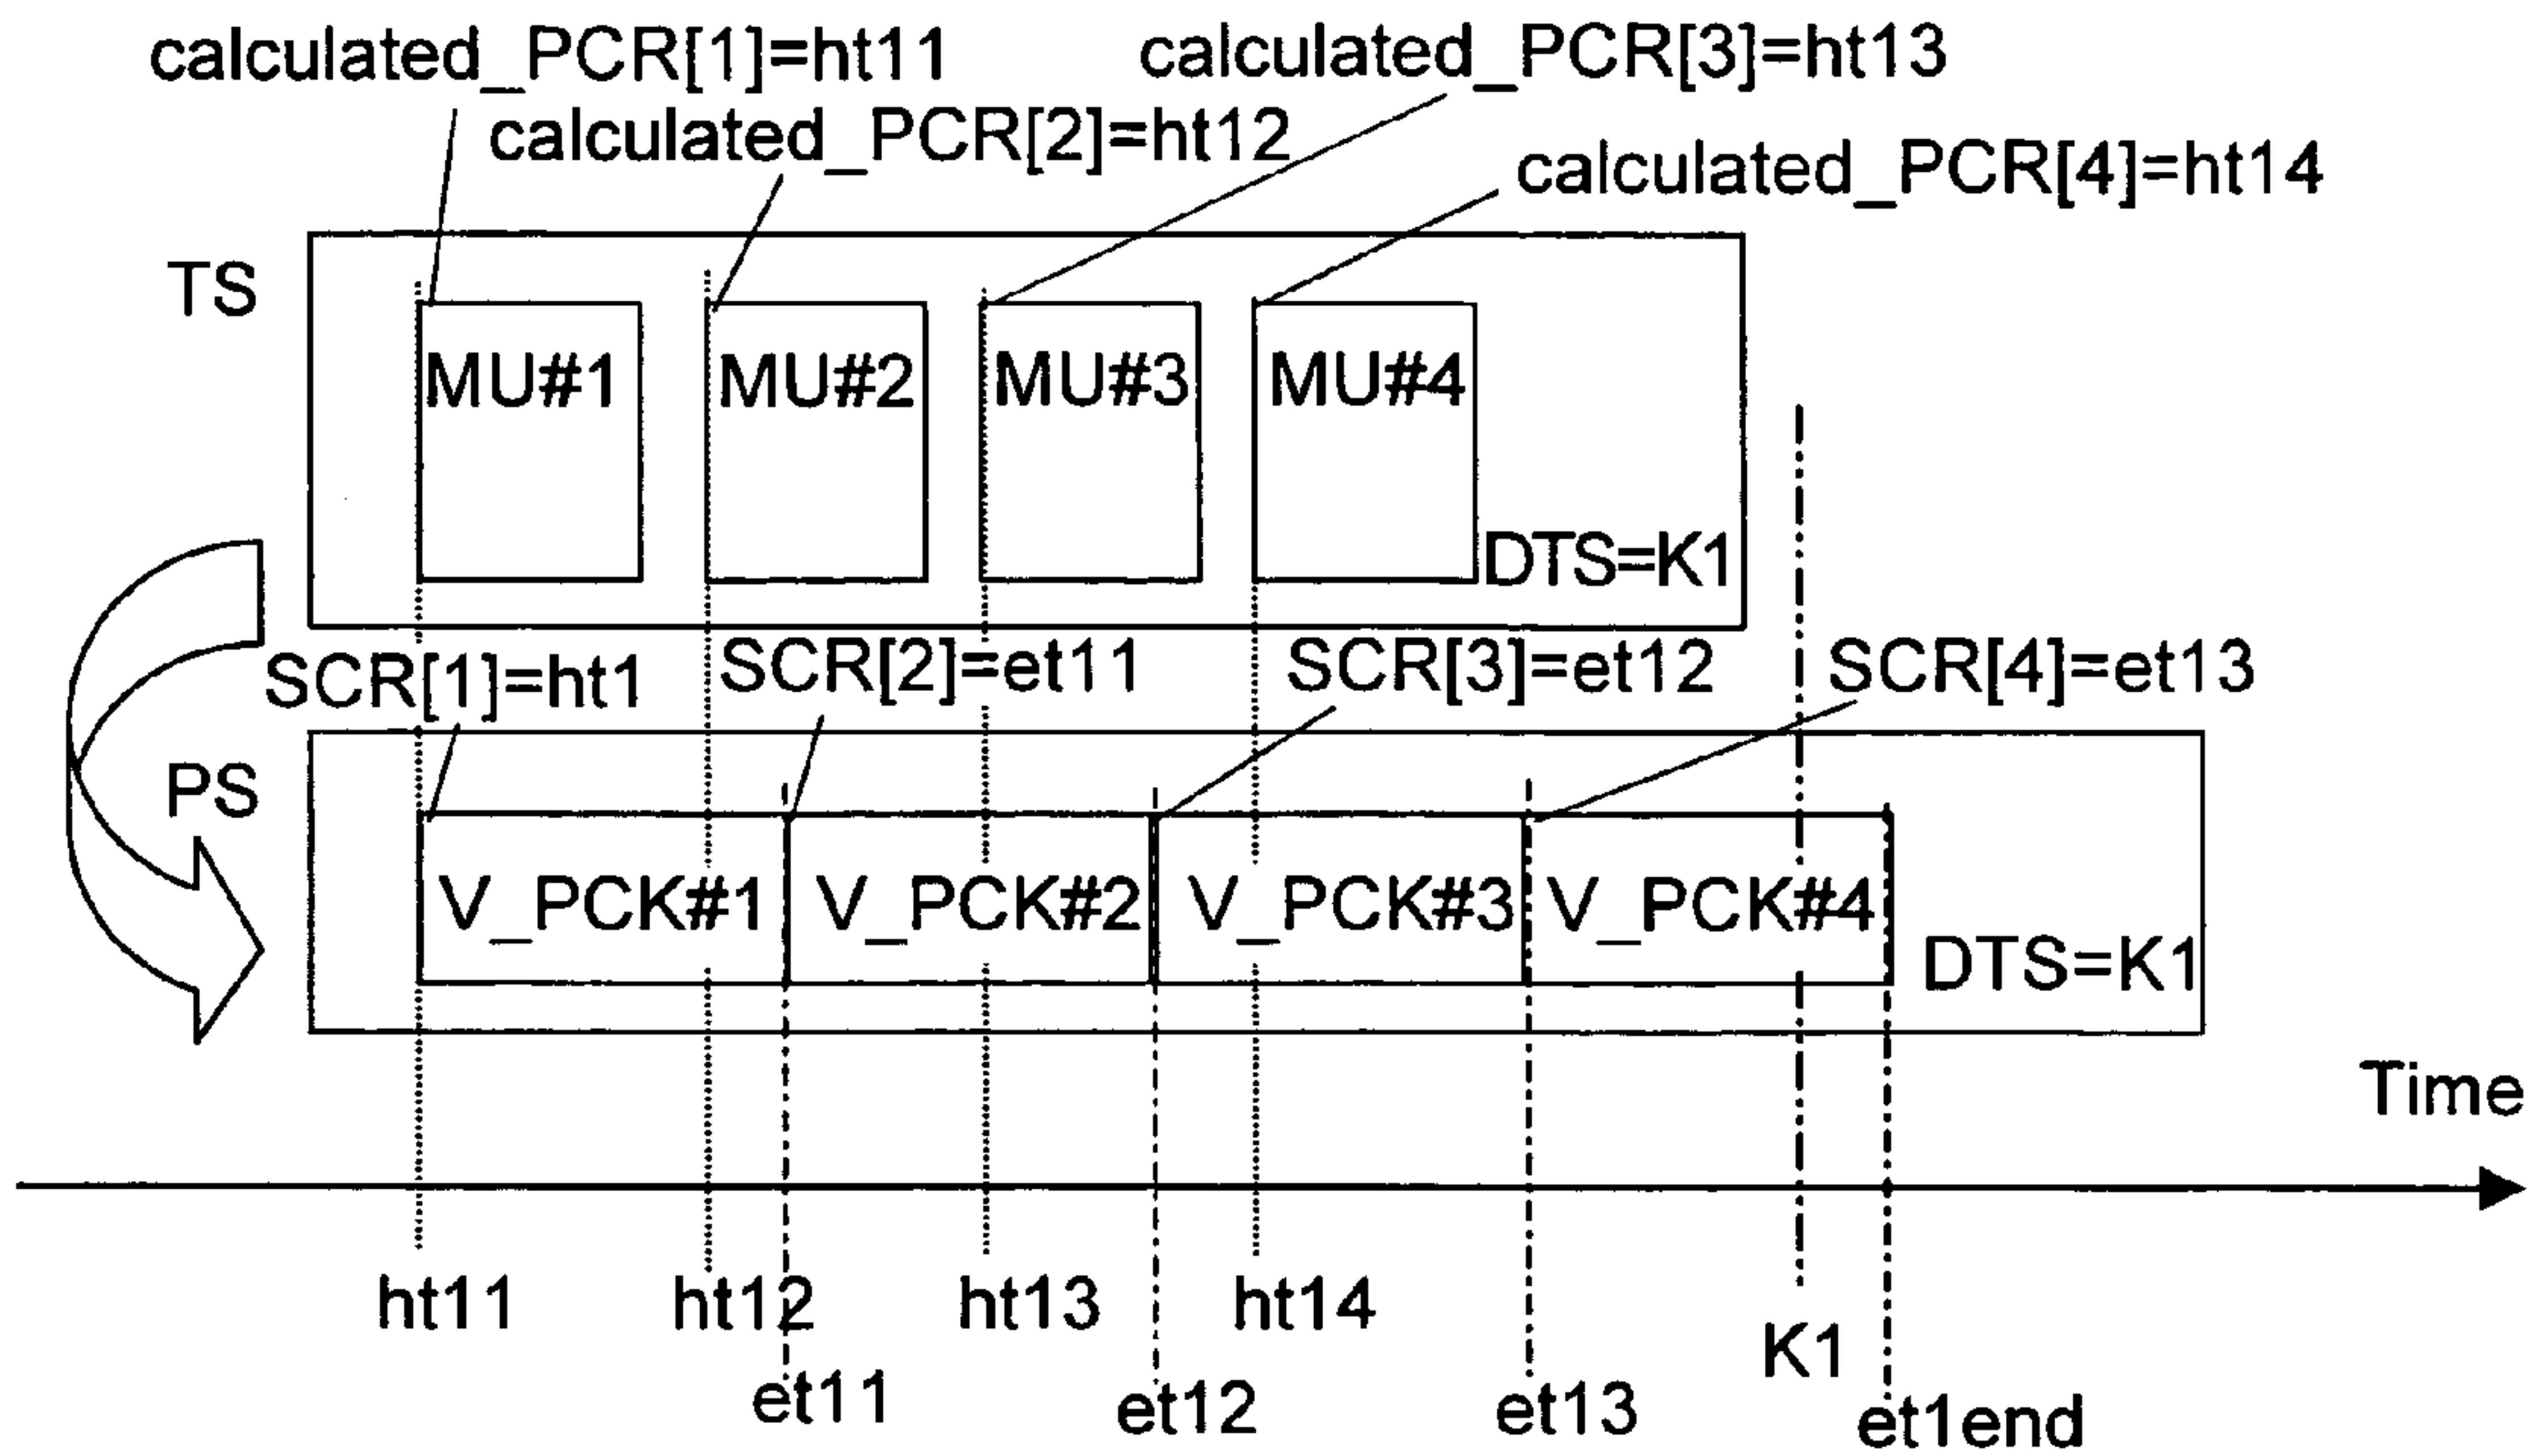 calculated_PCR[1]=ht11
calculated_PCR[3]=ht13
calculated_PCR[2]=ht12
calculated_PCR[4]=ht14
TS
MU#1
MU#2
MU#3
MU#4
DTS=K1
SCR[1]=ht1
SCR[2]=et11
SCR[3]=et12
SCR[4]=et13
PS
V_PCK#1
V_PCK#2
V_PCK#3
V_PCK#4
DTS=K1
Time
ht11
ht12
ht13
ht14
K1
et11
et12
et13
et1end